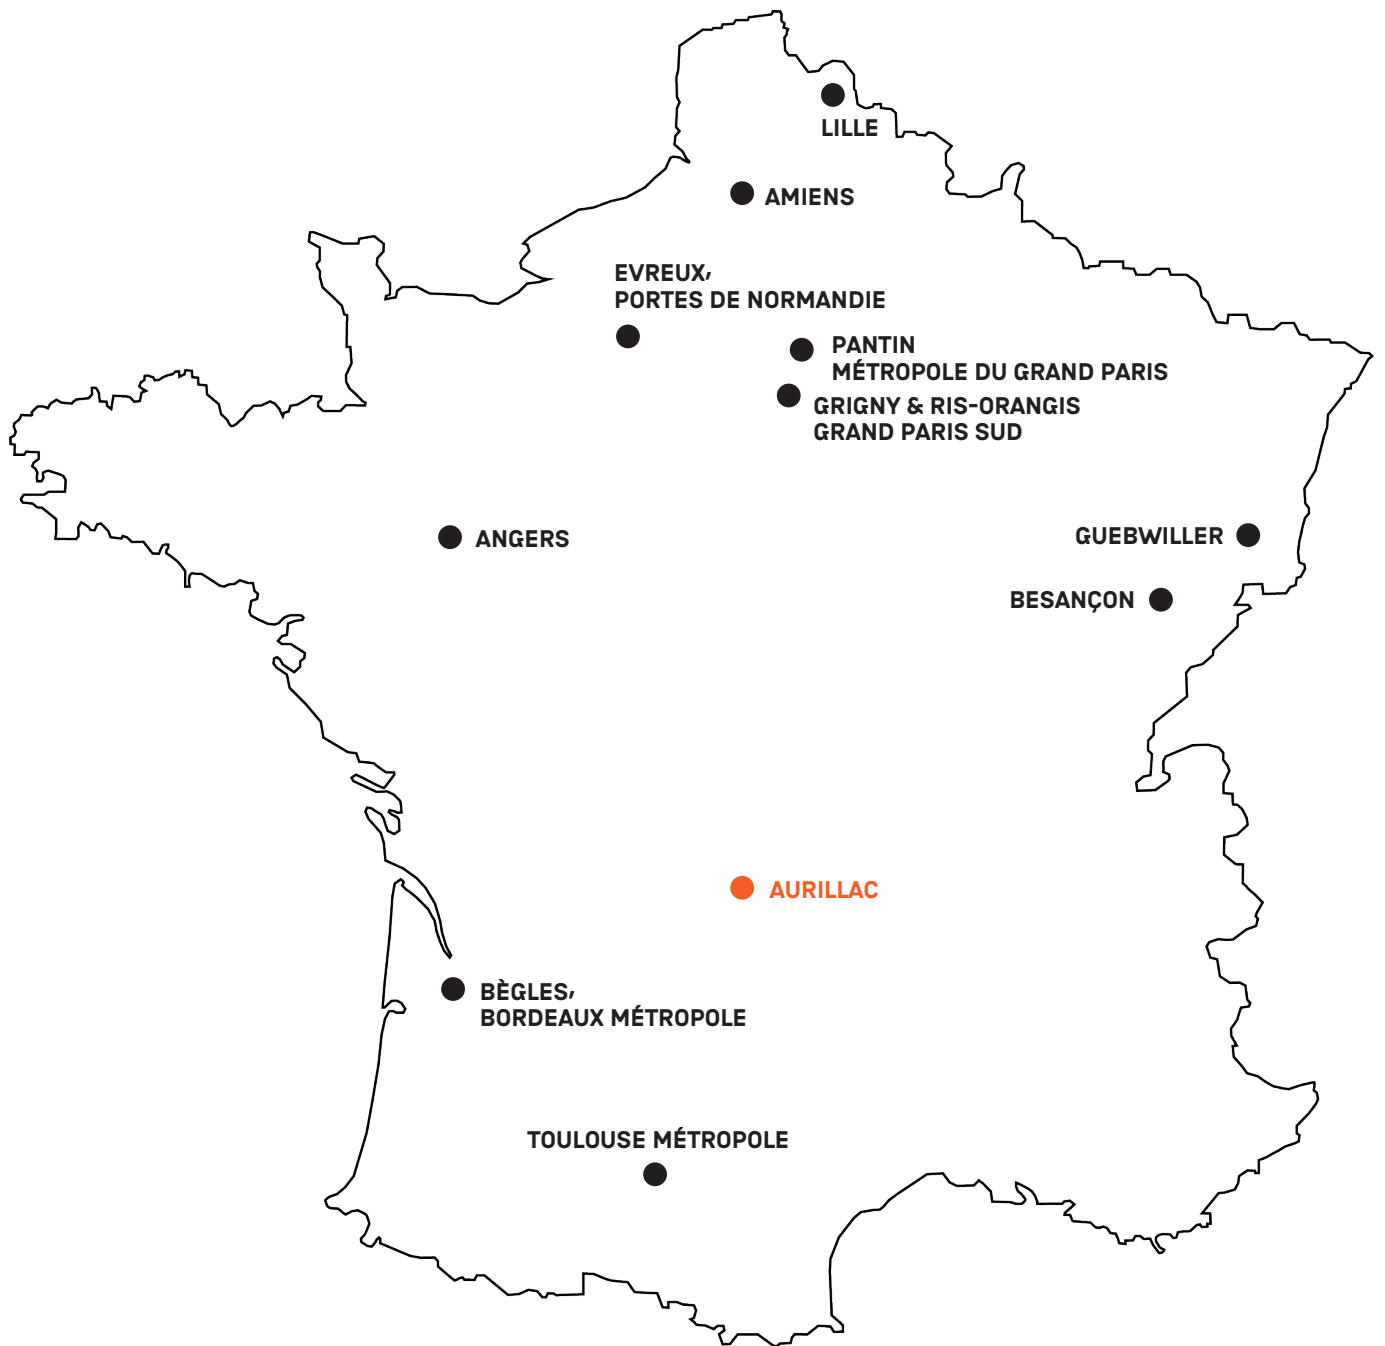 LILLE
AMIENS
EVREUX,
PORTES DE NORMANDIE
PANTIN
MÉTROPOLE DU GRAND PARIS
GRIGNY & RIS-ORANGIS
GRAND PARIS SUD
ANGERS
GUEBWILLER
BESANÇON
AURILLAC
BÈGLES,
BORDEAUX MÉTROPOLE
TOULOUSE MÉTROPOLE